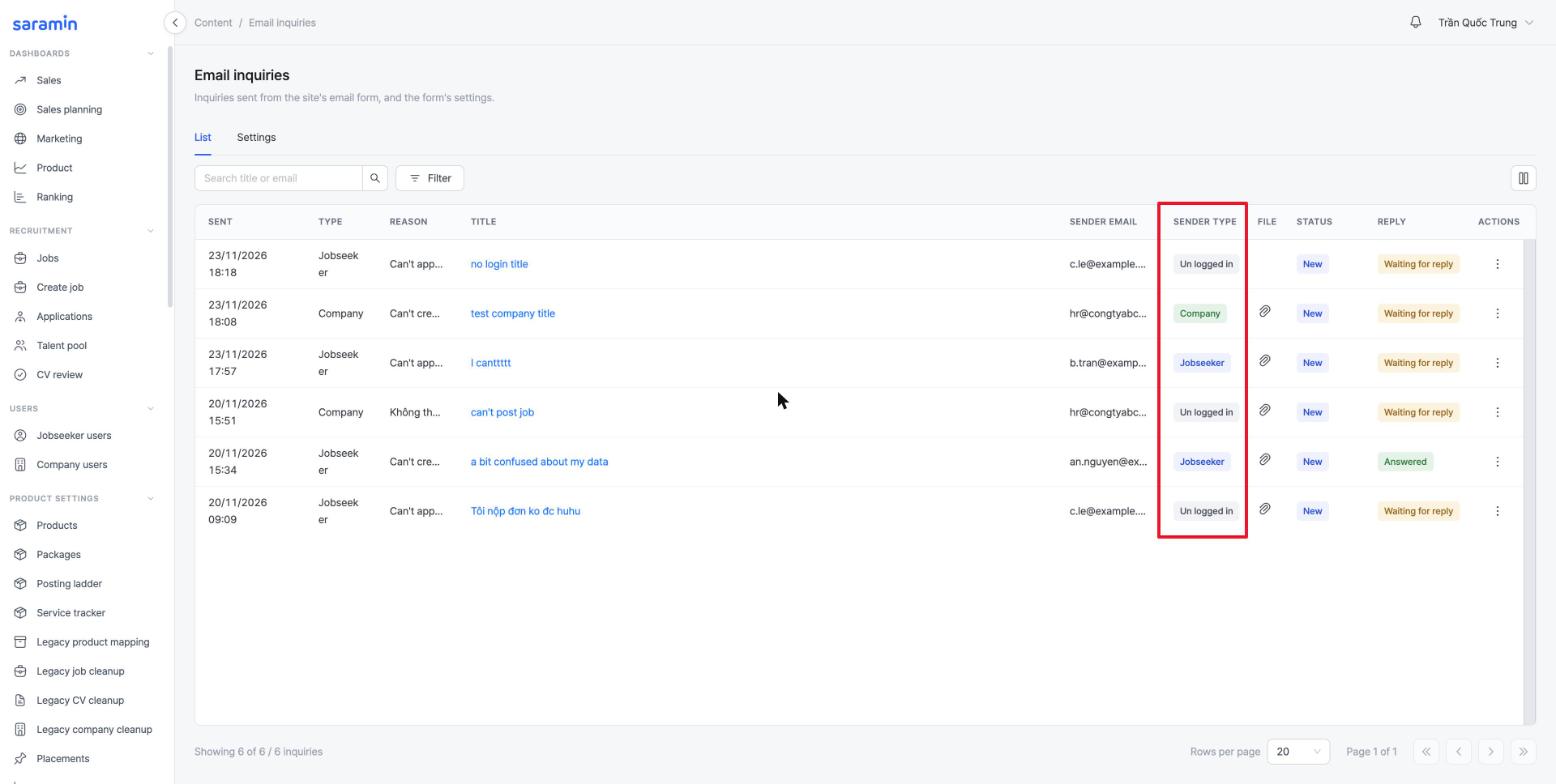 saramin
Content / Email inquiries
Trần Quốc Trung
DASHBOARDS
Sales
Sales planning
Marketing
Product
Ranking
RECRUITMENT
Jobs
Create job
Applications
Talent pool
CV review
USERS
Jobseeker users
Company users
PRODUCT SETTINGS
Products
Packages
Posting ladder
Service tracker
Legacy product mapping
Legacy job cleanup
Legacy CV cleanup
Legacy company cleanup
Placements
Email inquiries
Inquiries sent from the site's email form, and the form's settings.
List Settings
Search title or email Filter
SENT TYPE REASON TITLE SENDER EMAIL SENDER TYPE FILE STATUS REPLY ACTIONS
23/11/2026 18:18 Jobseeker Can't app... no login title c.le@example.... Un logged in New Waiting for reply
23/11/2026 18:08 Company Can't cre... test company title hr@congtyabc... Company New Waiting for reply
23/11/2026 17:57 Jobseeker Can't app... I canttttt b.tran@examp... Jobseeker New Waiting for reply
20/11/2026 15:51 Company Không th... can't post job hr@congtyabc... Un logged in New Waiting for reply
20/11/2026 15:34 Jobseeker Can't cre... a bit confused about my data an.nguyen@ex... Jobseeker New Answered
20/11/2026 09:09 Jobseeker Can't app... Tôi nộp đơn ko đc huhu c.le@example.... Un logged in New Waiting for reply
Showing 6 of 6 / 6 inquiries
Rows per page 20 Page 1 of 1